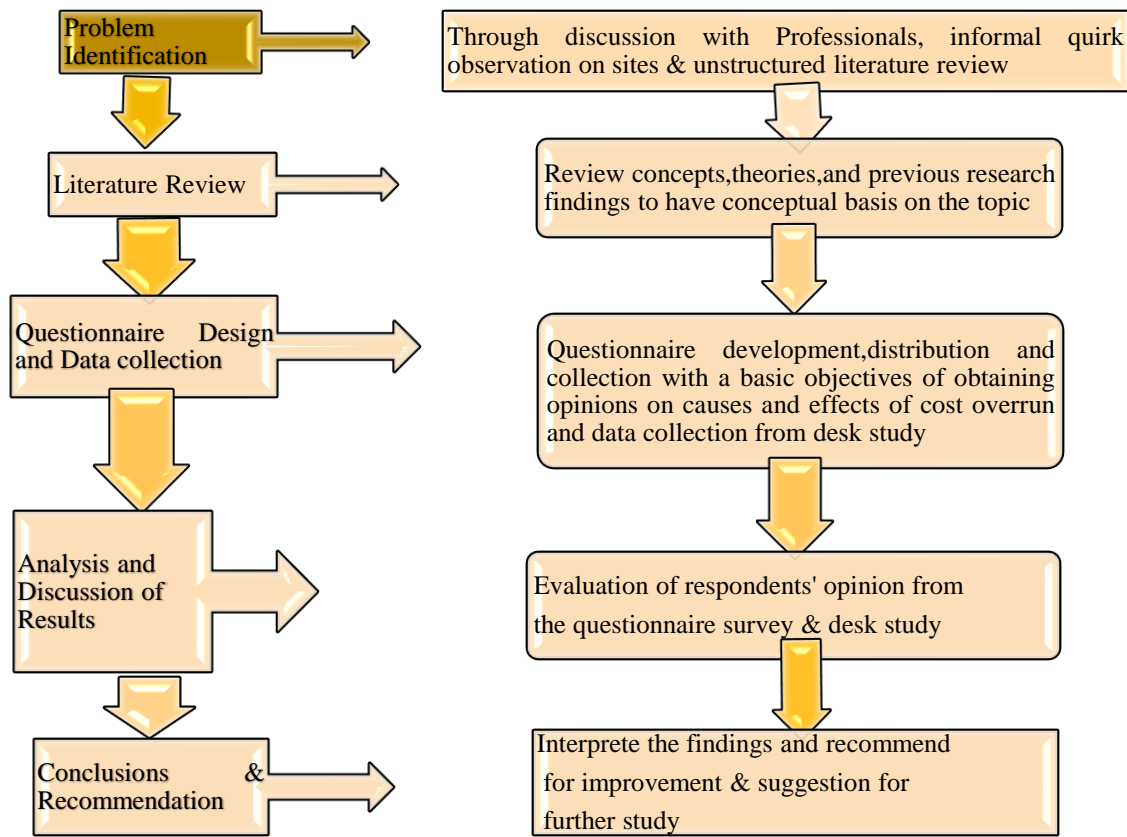 Problem
Identification
Through discussion with Professionals, informal quirk
observation on sites & unstructured literature review
Literature Review
Review concepts,theories,and previous research
findings to have conceptual basis on the topic
Questionnaire Design
and Data collection
Questionnaire development,distribution and
collection with a basic objectives of obtaining
opinions on causes and effects of cost overrun
and data collection from desk study
Analysis and
Discussion of
Results
Evaluation of respondents' opinion from
the questionnaire survey & desk study
Conclusions &
Recommendation
Interprete the findings and recommend
for improvement & suggestion for
further study